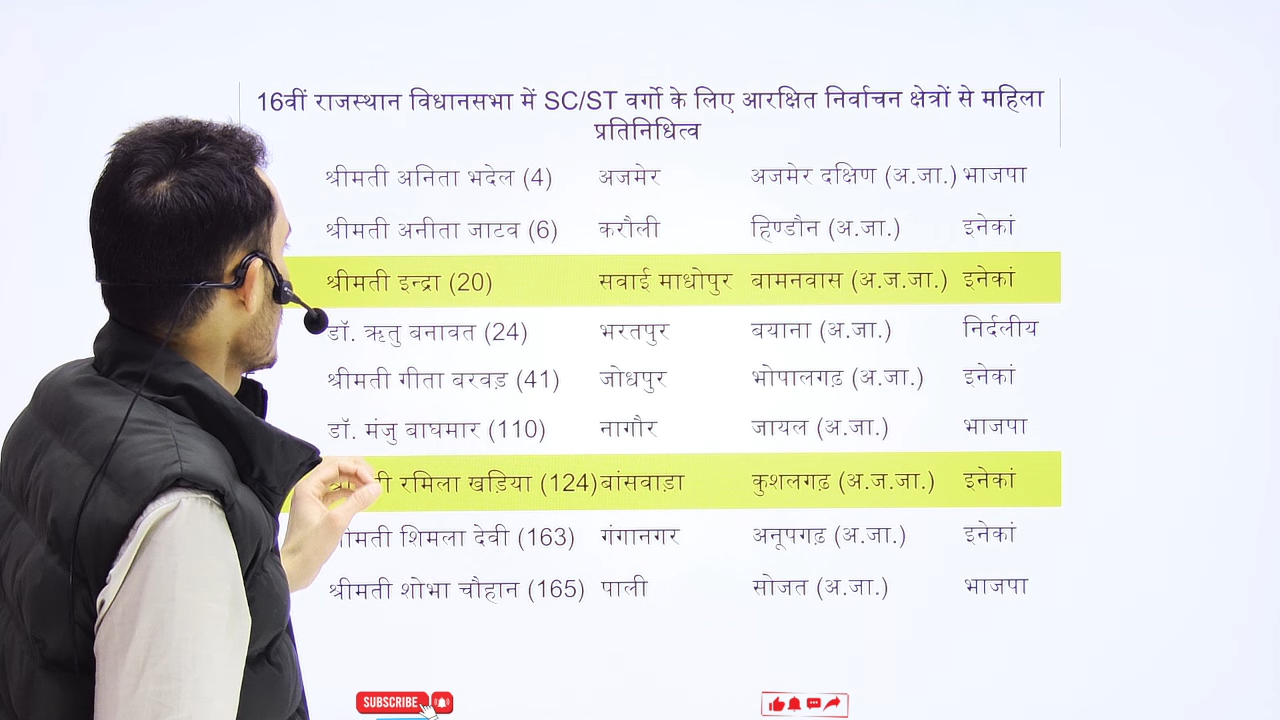 16वीं राजस्थान विधानसभा में SC/ST वर्गो के लिए आरक्षित निर्वाचन क्षेत्रों से महिला
प्रतिनिधित्व
श्रीमती अनिता भदेल (4) अजमेर अजमेर दक्षिण (अ.जा.) भाजपा
श्रीमती अनीता जाटव (6) करौली हिण्डौन (अ.जा.) इनेकां
श्रीमती इन्द्रा (20) सवाई माधोपुर बामनवास (अ.ज.जा.) इनेकां
डॉ. ऋतु बनावत (24) भरतपुर बयाना (अ.जा.) निर्दलीय
श्रीमती गीता बरवड़ (41) जोधपुर भोपालगढ़ (अ.जा.) इनेकां
डॉ. मंजु बाघमार (110) नागौर जायल (अ.जा.) भाजपा
रमिला खड़िया (124) बांसवाड़ा कुशलगढ़ (अ.ज.जा.) इनेकां
शिमला देवी (163) गंगानगर अनूपगढ़ (अ.जा.) इनेकां
श्रीमती शोभा चौहान (165) पाली सोजत (अ.जा.) भाजपा
SUBSCRIBE